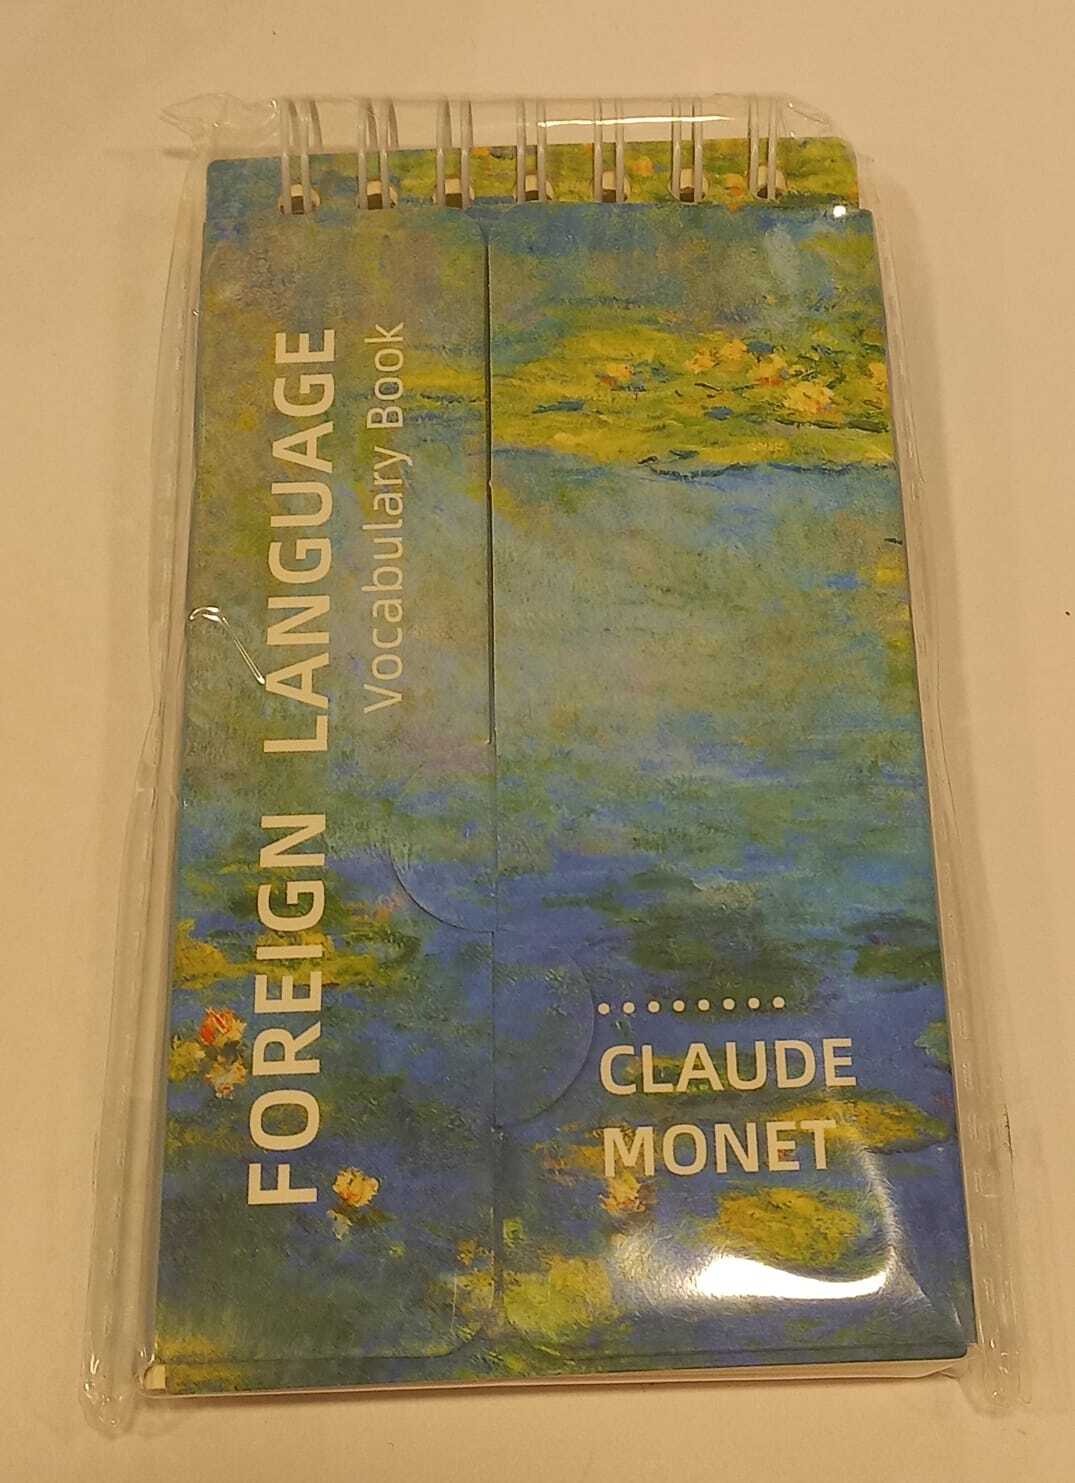 FOREIGN LANGUAGE
Vocabulary Book
CLAUDE
MONET